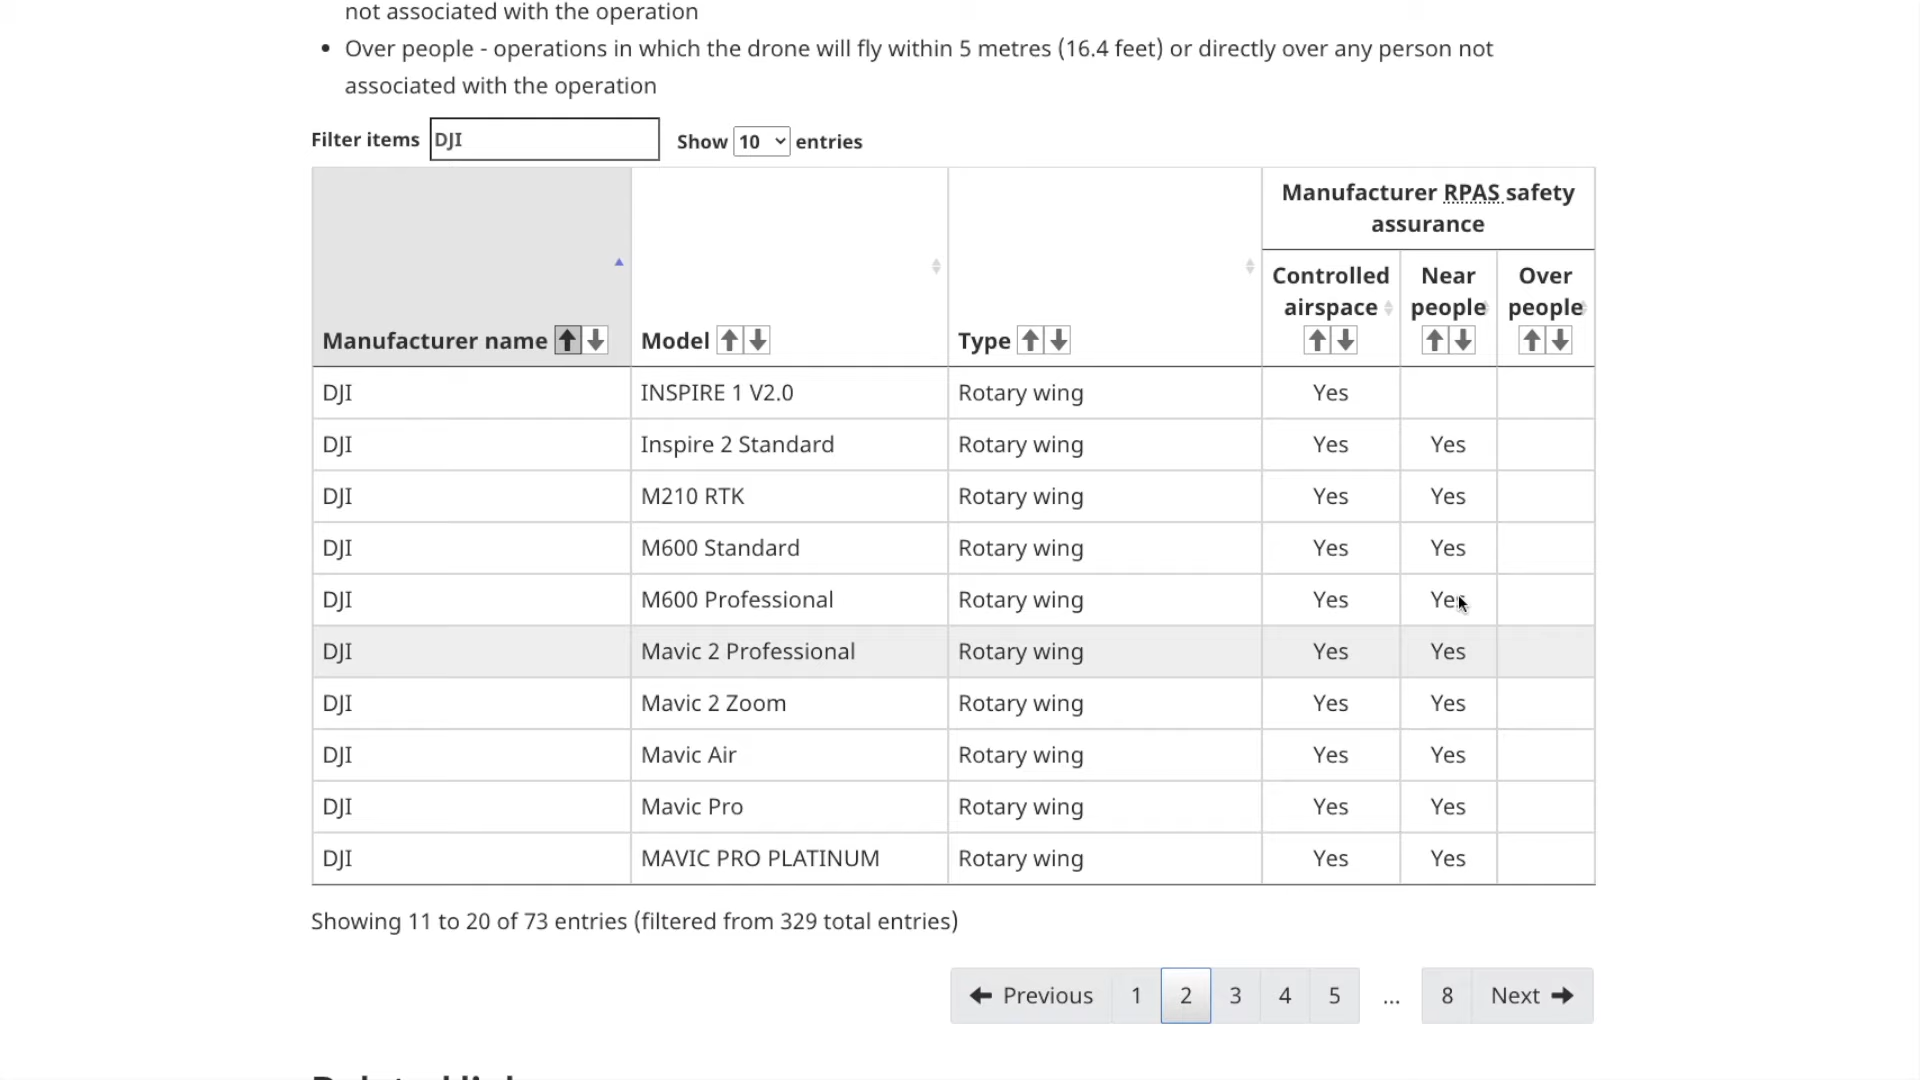 not associated with the operation
• Over people - operations in which the drone will fly within 5 metres (16.4 feet) or directly over any person not
associated with the operation
Filter items DJI Show 10 entries
Manufacturer RPAS safety
assurance
Manufacturer name Model Type
Controlled
airspace
Near
people
Over
people
DJI INSPIRE 1 V2.0 Rotary wing Yes
DJI Inspire 2 Standard Rotary wing Yes Yes
DJI M210 RTK Rotary wing Yes Yes
DJI M600 Standard Rotary wing Yes Yes
DJI M600 Professional Rotary wing Yes Yes
DJI Mavic 2 Professional Rotary wing Yes Yes
DJI Mavic 2 Zoom Rotary wing Yes Yes
DJI Mavic Air Rotary wing Yes Yes
DJI Mavic Pro Rotary wing Yes Yes
DJI MAVIC PRO PLATINUM Rotary wing Yes Yes
Showing 11 to 20 of 73 entries (filtered from 329 total entries)
Previous 1 2 3 4 5 ... 8 Next